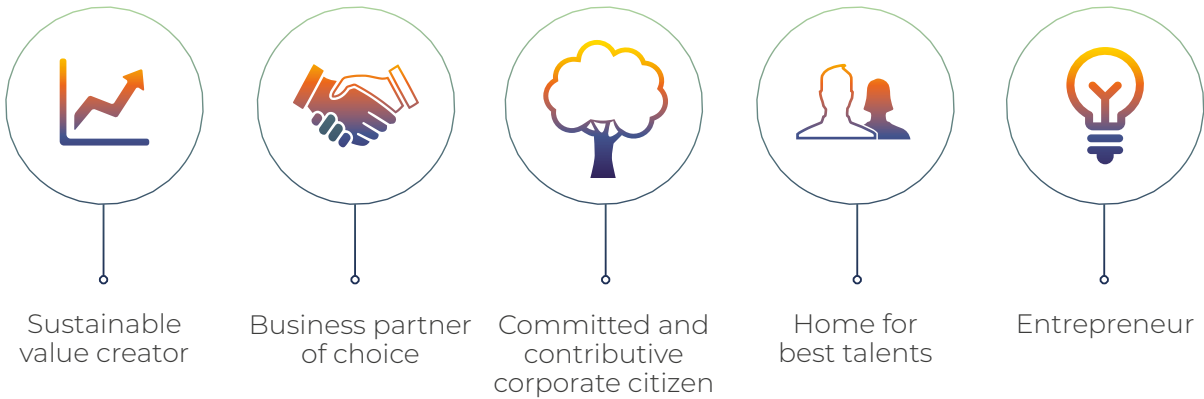 Sustainable
value creator
Business partner
of choice
Committed and
contributive
corporate citizen
Home for
best talents
Entrepreneur